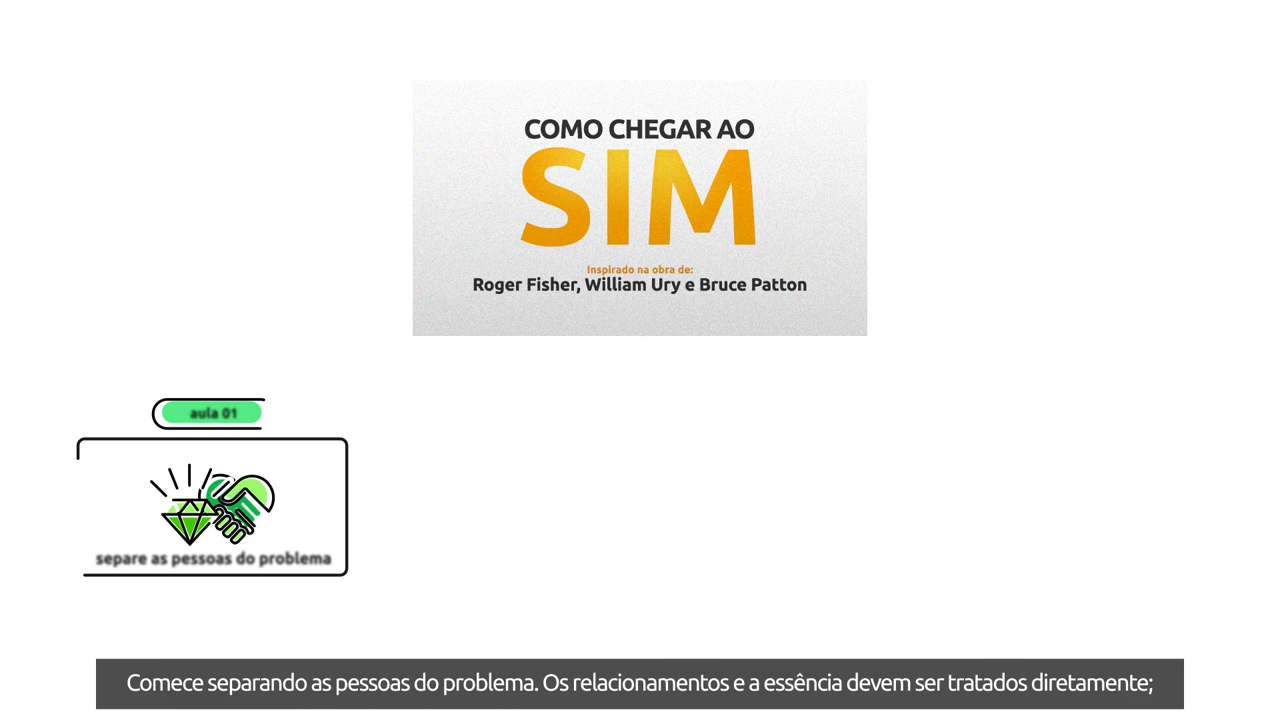 COMO CHEGAR AO
SIM
Inspirado na obra de:
Roger Fisher, William Ury e Bruce Patton
aula 01
separe as pessoas do problema
Comece separando as pessoas do problema. Os relacionamentos e a essência devem ser tratados diretamente;